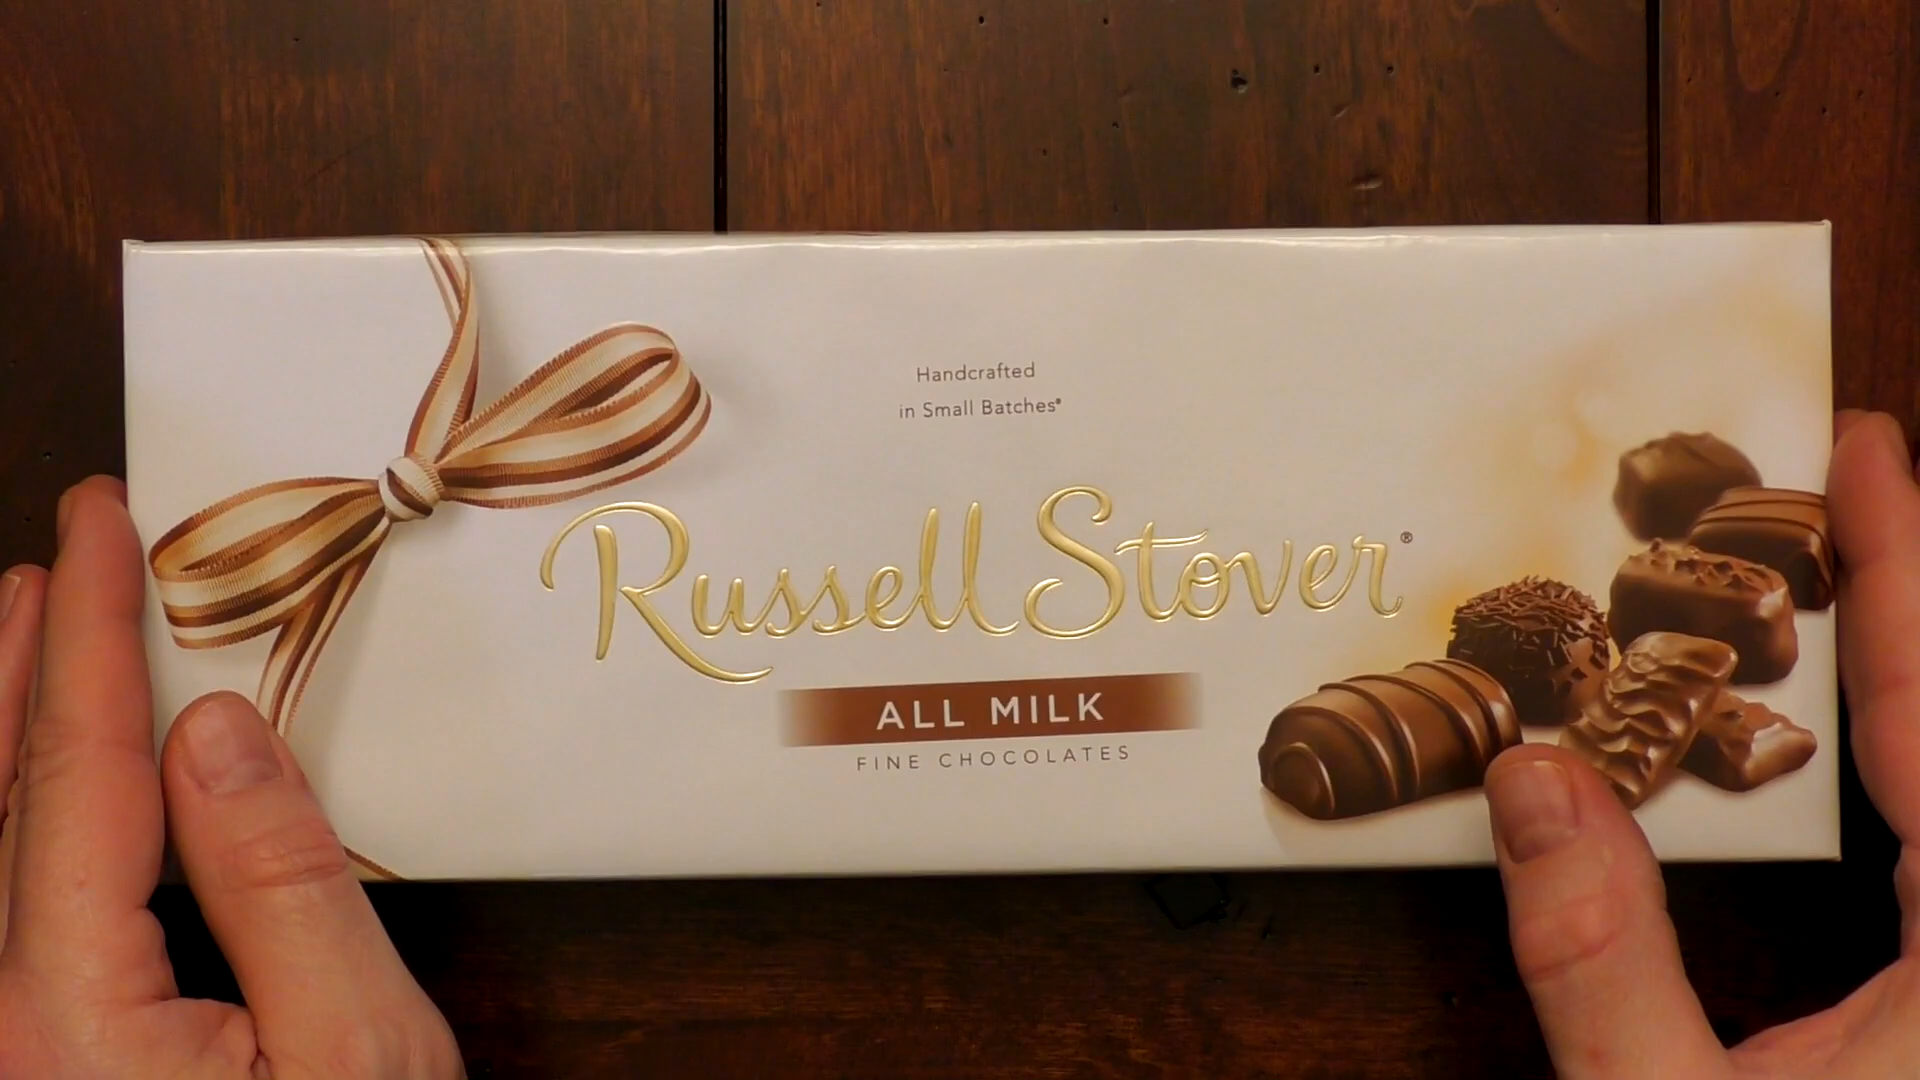 Handcrafted
in Small Batches®
Russell Stover®
ALL MILK
FINE CHOCOLATES